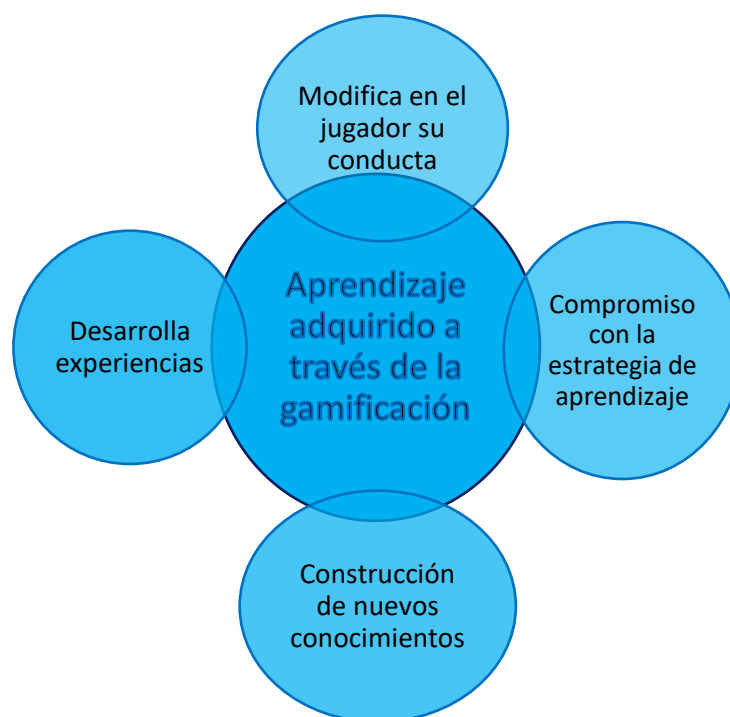 Modifica en el
jugador su
conducta
Desarrolla
experiencias
Aprendizaje
adquirido a
través de la
gamificación
Compromiso
con la
estrategia de
aprendizaje
Construcción
de nuevos
conocimientos